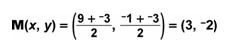 M(x, y) = (9 + ⁻3 / 2, ⁻1 + ⁻3 / 2) = (3, ⁻2)